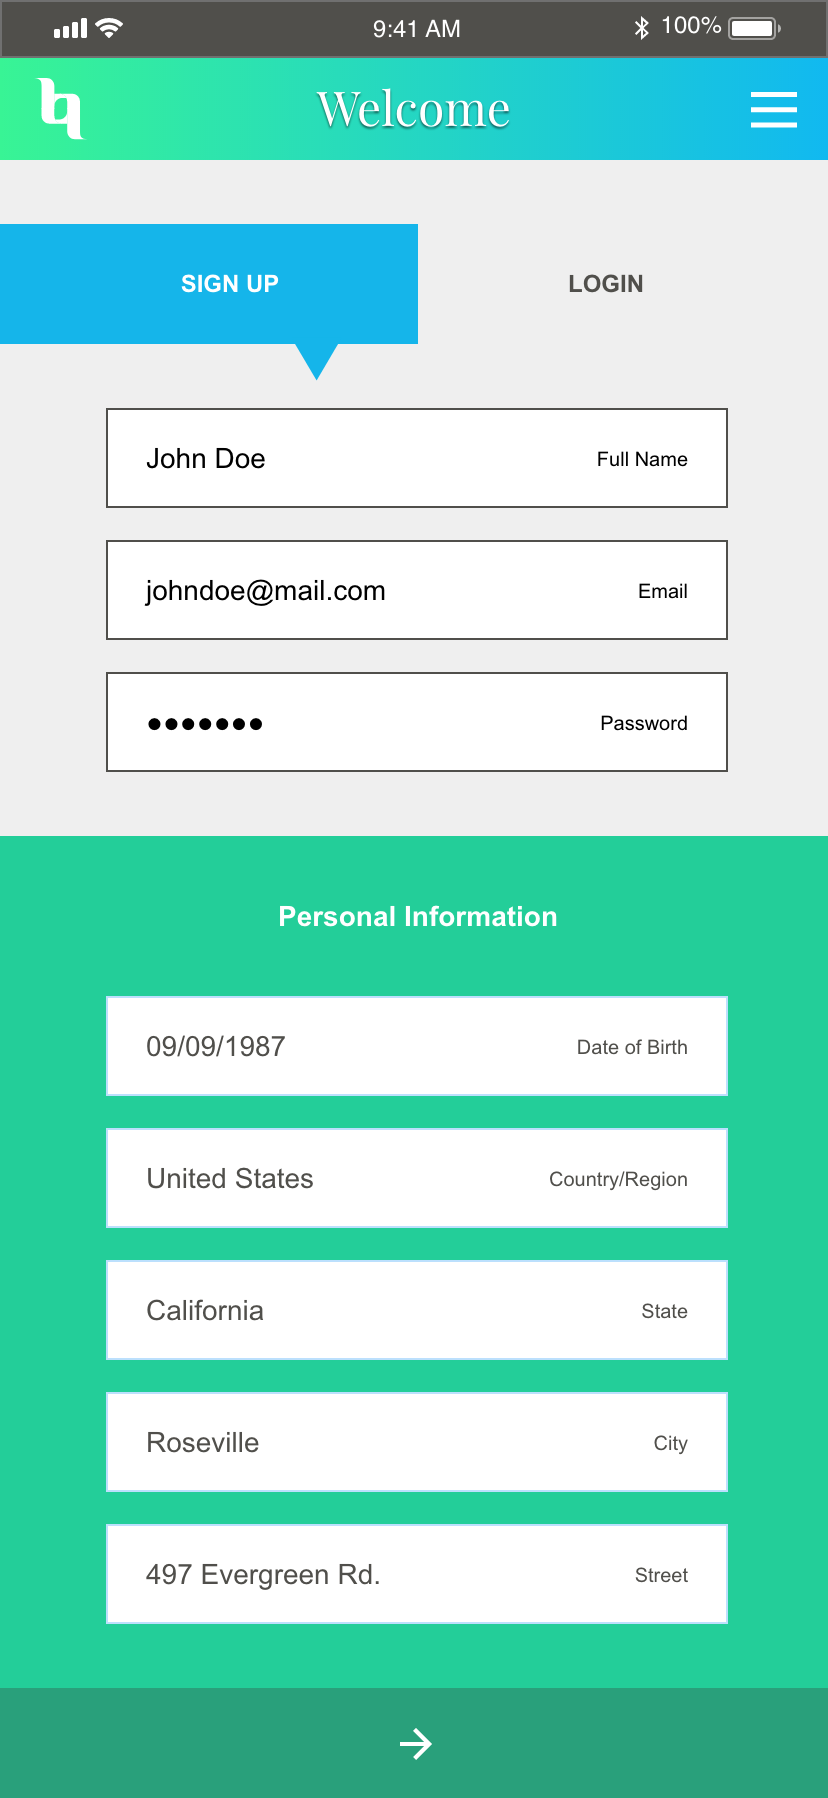 9:41 AM
100%
Welcome
SIGN UP
LOGIN
John Doe
Full Name
johndoe@mail.com
Email
●●●●●●●
Password
Personal Information
09/09/1987
Date of Birth
United States
Country/Region
California
State
Roseville
City
497 Evergreen Rd.
Street